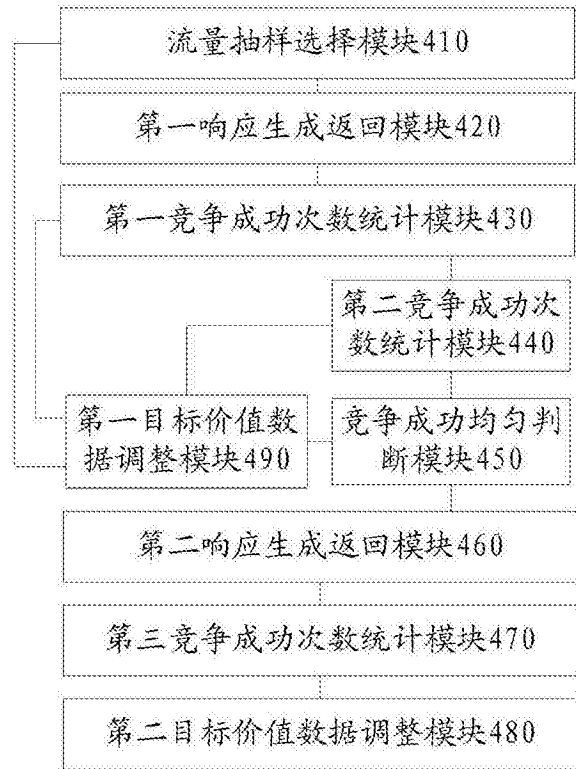 流量抽样选择模块410
第一响应生成返回模块420
第一竞争成功次数统计模块430
第二竞争成功次
数统计模块440
第一目标价值数
据调整模块490
竞争成功均匀判
断模块450
第二响应生成返回模块460
第三竞争成功次数统计模块470
第二目标价值数据调整模块480